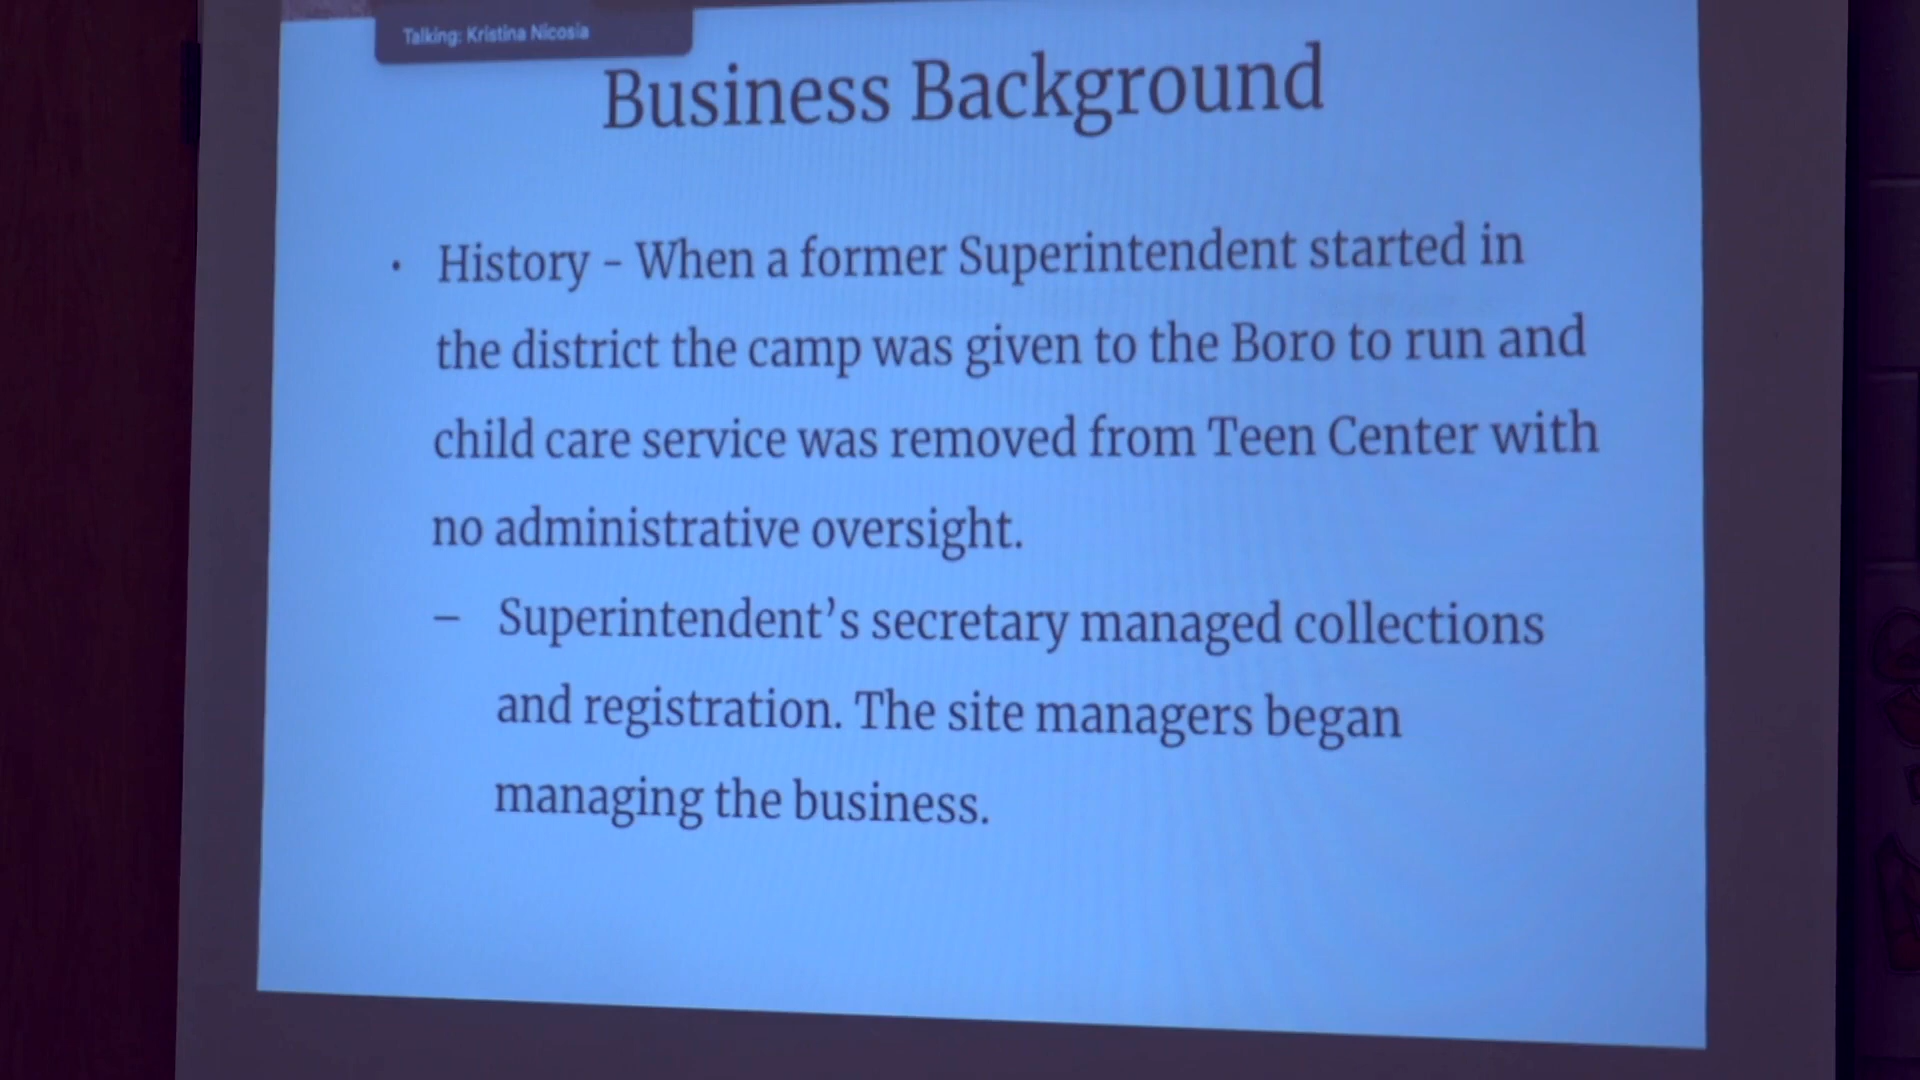 Talking: Kristina Nicosia
Business Background
· History – When a former Superintendent started in
the district the camp was given to the Boro to run and
child care service was removed from Teen Center with
no administrative oversight.
– Superintendent’s secretary managed collections
and registration. The site managers began
managing the business.